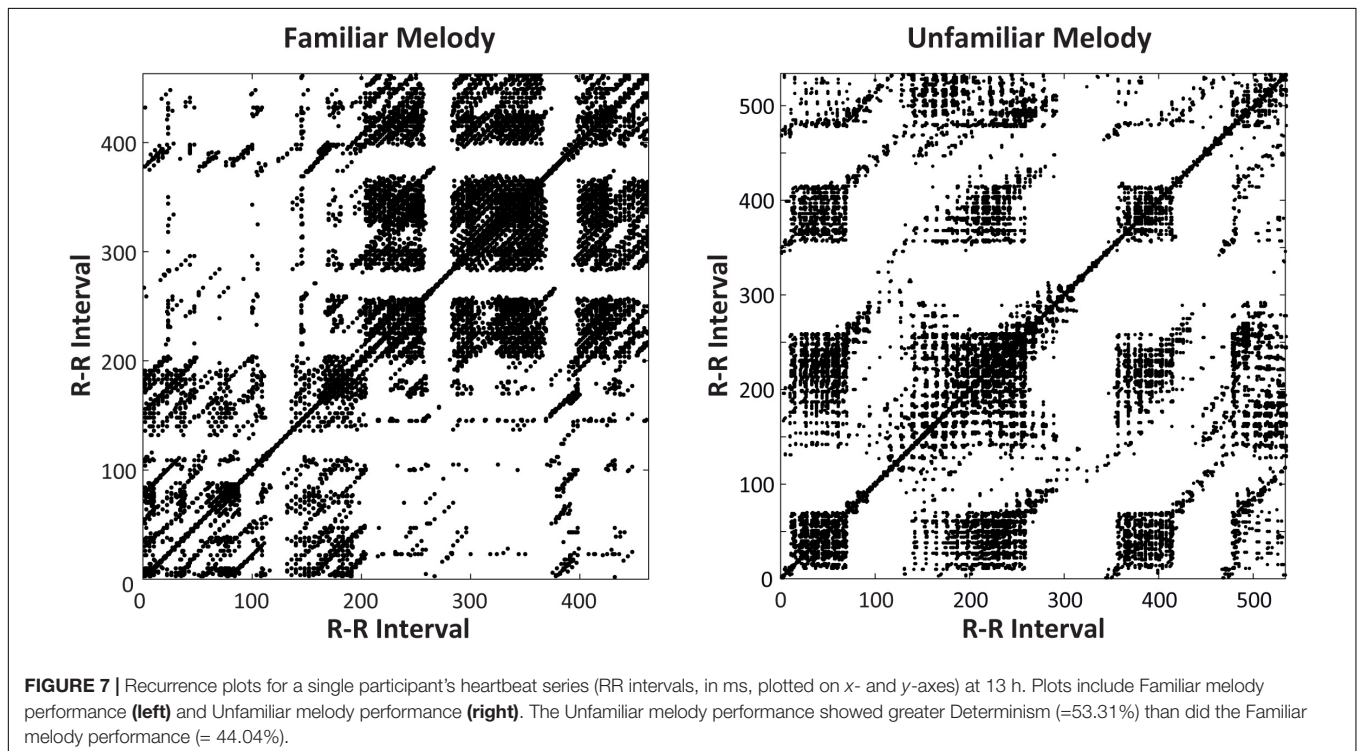 Familiar Melody
Unfamiliar Melody
R-R Interval
400
300
200
100
0
0 100 200 300 400
R-R Interval
R-R Interval
500
400
300
200
100
0
0 100 200 300 400 500
R-R Interval
FIGURE 7 | Recurrence plots for a single participant's heartbeat series (RR intervals, in ms, plotted on x- and y-axes) at 13 h. Plots include Familiar melody
performance (left) and Unfamiliar melody performance (right). The Unfamiliar melody performance showed greater Determinism (=53.31%) than did the Familiar
melody performance (= 44.04%).